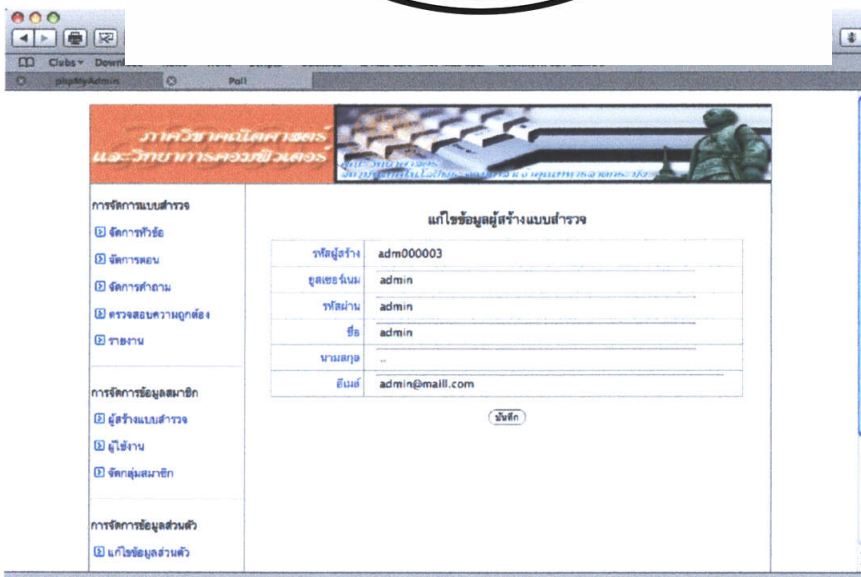 Clubs
phpMyAdmin
Poll
ภาควิชาคณิตศาสตร์
และวิทยาการคอมพิวเตอร์
คณะวิทยาศาสตร์
การจัดการแบบสำรวจ
จัดการหัวข้อ
จัดการตอน
จัดการคำถาม
ตรวจสอบความถูกต้อง
รายงาน
การจัดการข้อมูลสมาชิก
ผู้สร้างแบบสำรวจ
ผู้ใช้งาน
จัดกลุ่มสมาชิก
การจัดการข้อมูลส่วนตัว
แก้ไขข้อมูลส่วนตัว
แก้ไขข้อมูลผู้สร้างแบบสำรวจ
รหัสผู้สร้าง adm000003
ยูสเซอร์เนม admin
รหัสผ่าน admin
ชื่อ admin
นามสกุล ..
อีเมล์ admin@maill.com
บันทึก